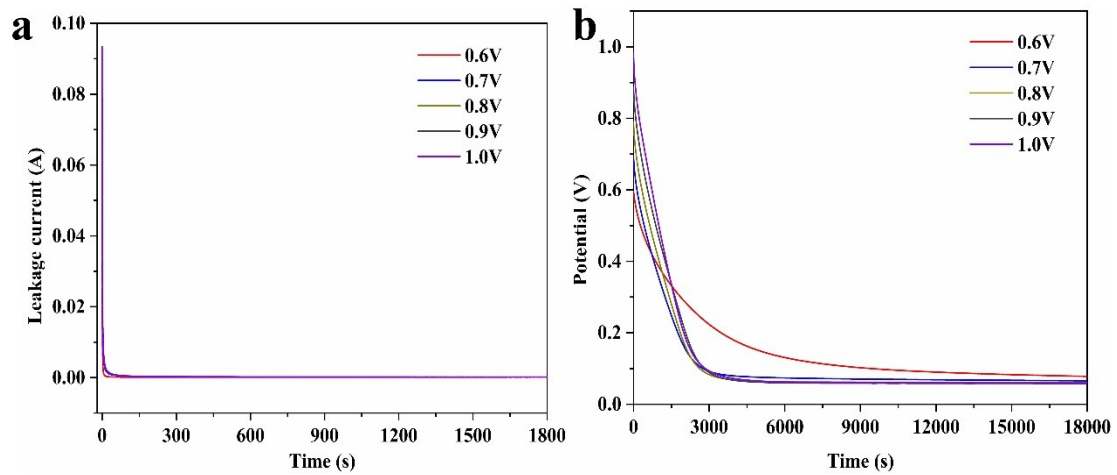 a
0.10
0.08
0.06
0.04
0.02
0.00
Leakage current (A)
0.6V
0.7V
0.8V
0.9V
1.0V
0
300
600
900
1200
1500
1800
Time (s)
b
1.0
0.8
0.6
0.4
0.2
0.0
Potential (V)
0.6V
0.7V
0.8V
0.9V
1.0V
0
3000
6000
9000
12000
15000
18000
Time (s)